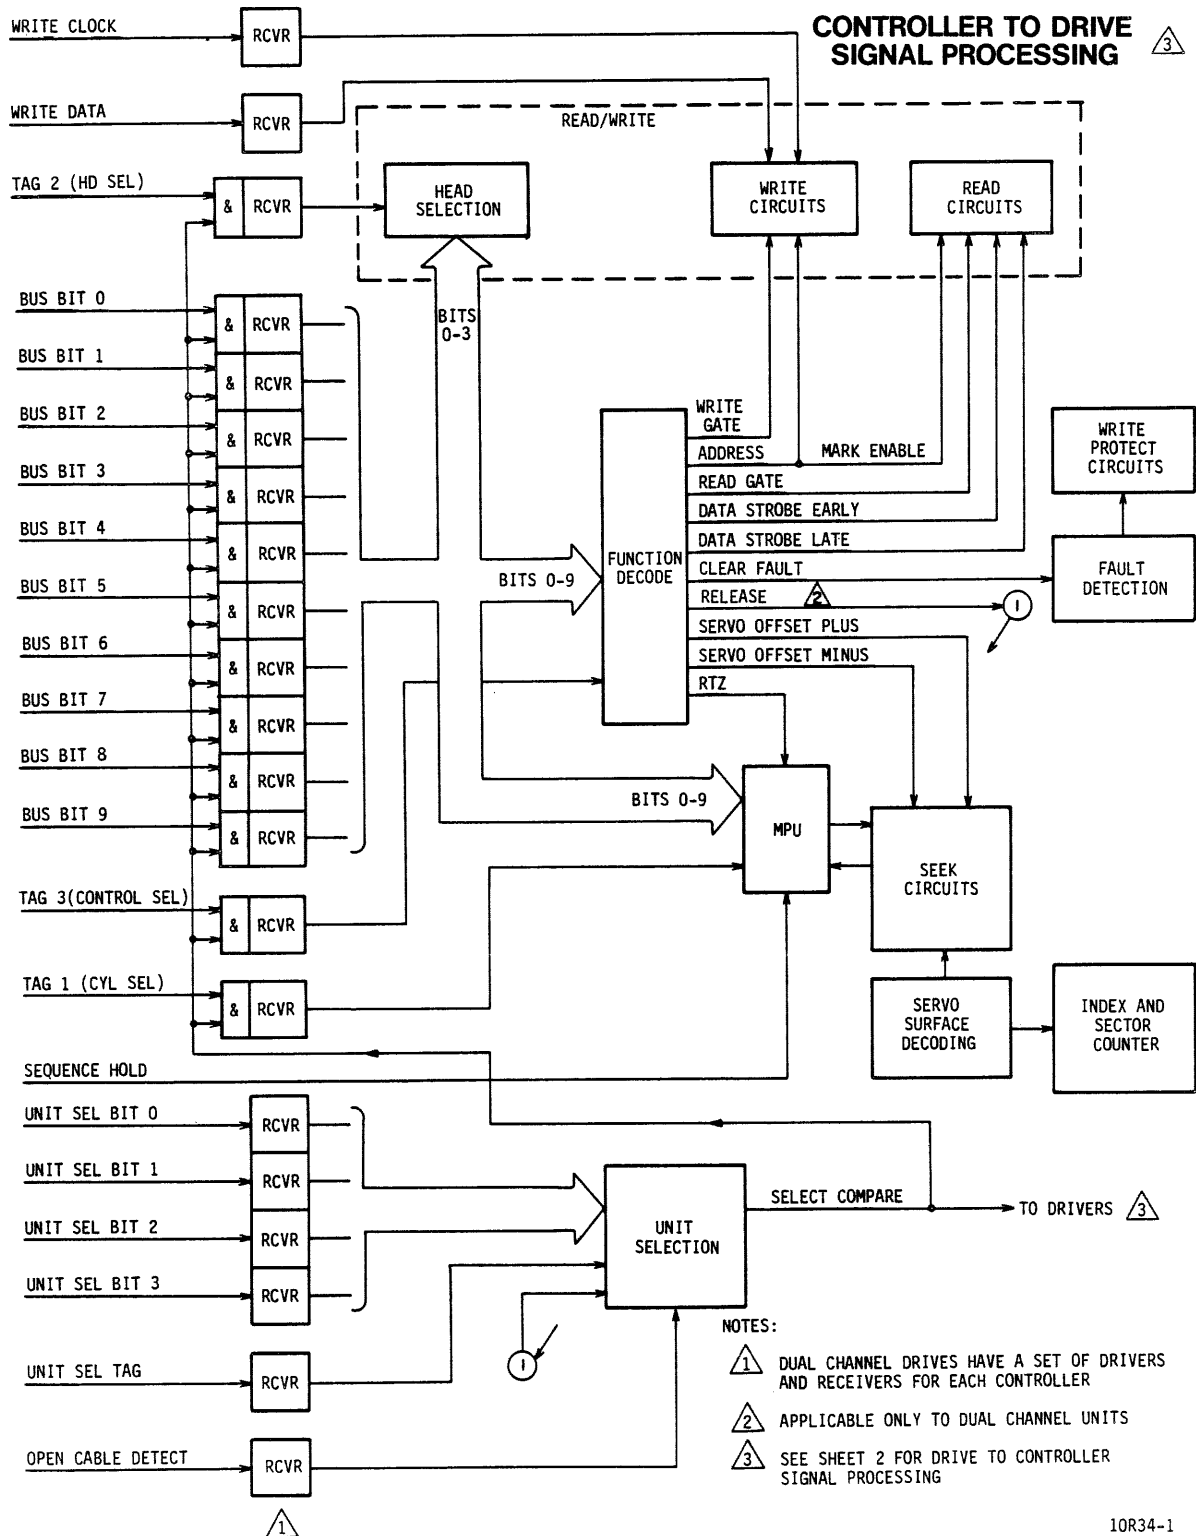 CONTROLLER TO DRIVE
SIGNAL PROCESSING
3
WRITE CLOCK
RCVR
WRITE DATA
RCVR
READ/WRITE
TAG 2 (HD SEL)
& RCVR
HEAD
SELECTION
WRITE
CIRCUITS
READ
CIRCUITS
BUS BIT 0
& RCVR
BITS
0-3
BUS BIT 1
& RCVR
BUS BIT 2
& RCVR
BUS BIT 3
& RCVR
BUS BIT 4
& RCVR
BUS BIT 5
& RCVR
BUS BIT 6
& RCVR
BUS BIT 7
& RCVR
BUS BIT 8
& RCVR
BUS BIT 9
& RCVR
BITS 0-9
FUNCTION
DECODE
WRITE
GATE
ADDRESS MARK ENABLE
READ GATE
DATA STROBE EARLY
DATA STROBE LATE
CLEAR FAULT
RELEASE
2
1
SERVO OFFSET PLUS
SERVO OFFSET MINUS
RTZ
WRITE
PROTECT
CIRCUITS
FAULT
DETECTION
BITS 0-9
MPU
SEEK
CIRCUITS
TAG 3(CONTROL SEL)
& RCVR
TAG 1 (CYL SEL)
& RCVR
SERVO
SURFACE
DECODING
INDEX AND
SECTOR
COUNTER
SEQUENCE HOLD
UNIT SEL BIT 0
RCVR
UNIT SEL BIT 1
RCVR
UNIT SEL BIT 2
RCVR
UNIT SEL BIT 3
RCVR
UNIT
SELECTION
SELECT COMPARE
TO DRIVERS
3
1
UNIT SEL TAG
RCVR
OPEN CABLE DETECT
RCVR
1
NOTES:
1 DUAL CHANNEL DRIVES HAVE A SET OF DRIVERS
AND RECEIVERS FOR EACH CONTROLLER
2 APPLICABLE ONLY TO DUAL CHANNEL UNITS
3 SEE SHEET 2 FOR DRIVE TO CONTROLLER
SIGNAL PROCESSING
10R34-1